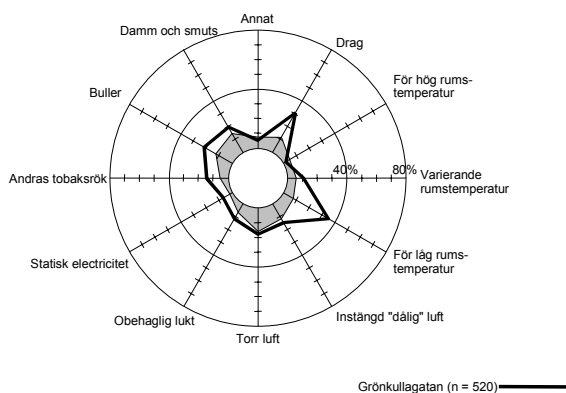 Annat
Damm och smuts
Drag
Buller
För hög rums-
temperatur
Andras tobaksrök
40%
80%
Varierande
rumstemperatur
Statisk electricitet
För låg rums-
temperatur
Obehaglig lukt
Instängd "dålig" luft
Torr luft
Grönkullagatan (n = 520)